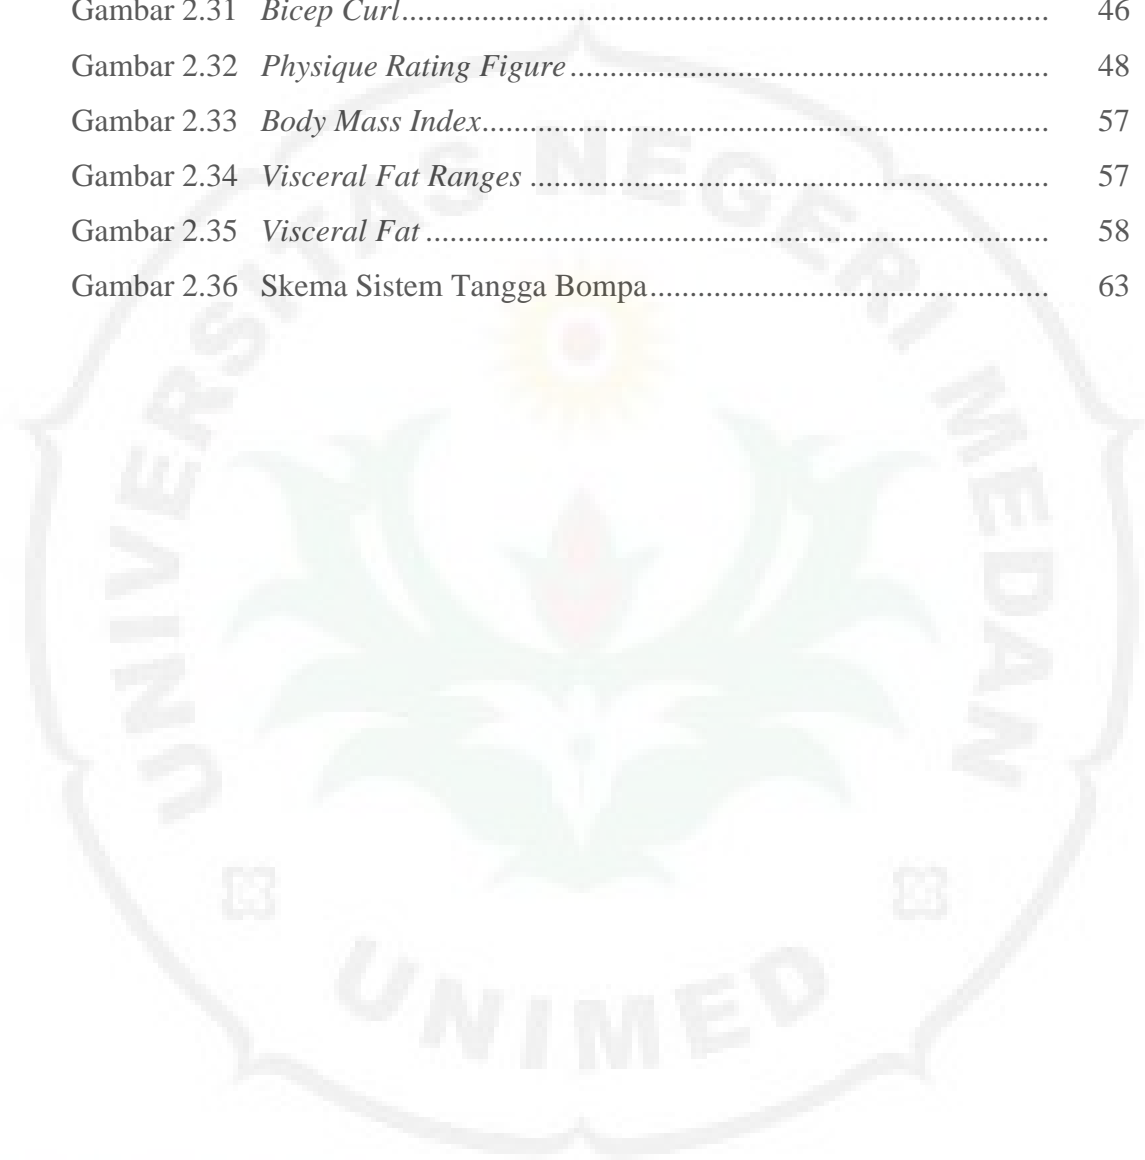 Gambar 2.31 Bicep Curl................................................................................ 46
Gambar 2.32 Physique Rating Figure........................................................... 48
Gambar 2.33 Body Mass Index...................................................................... 57
Gambar 2.34 Visceral Fat Ranges ................................................................ 57
Gambar 2.35 Visceral Fat ............................................................................. 58
Gambar 2.36 Skema Sistem Tangga Bompa................................................. 63
UNIVERSITAS NEGERI MEDAN
UNIMED